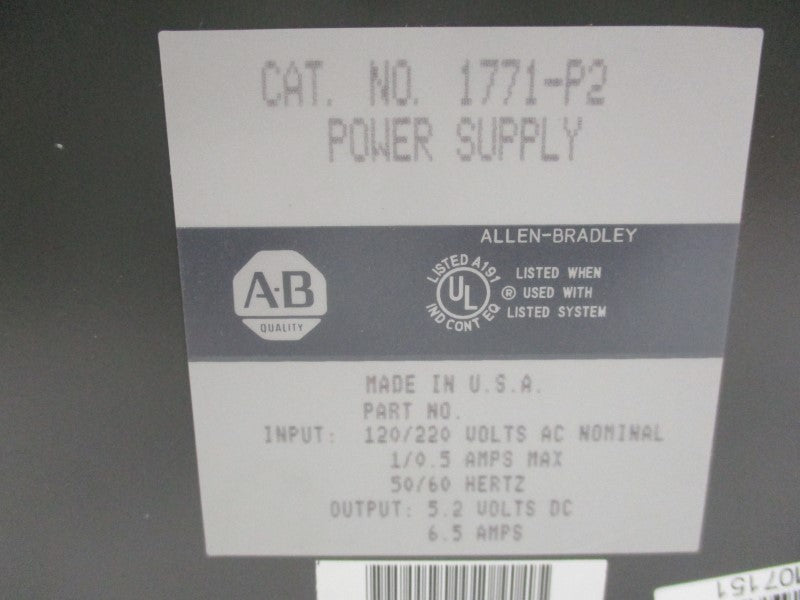 CAT. NO. 1771-P2
POWER SUPPLY
ALLEN-BRADLEY
A-B
QUALITY
LISTED A191
UL
IND CONT EQ
®
LISTED WHEN
USED WITH
LISTED SYSTEM
MADE IN U.S.A.
PART NO.
INPUT: 120/220 VOLTS AC NOMINAL
1/0.5 AMPS MAX
50/60 HERTZ
OUTPUT: 5.2 VOLTS DC
6.5 AMPS
07151